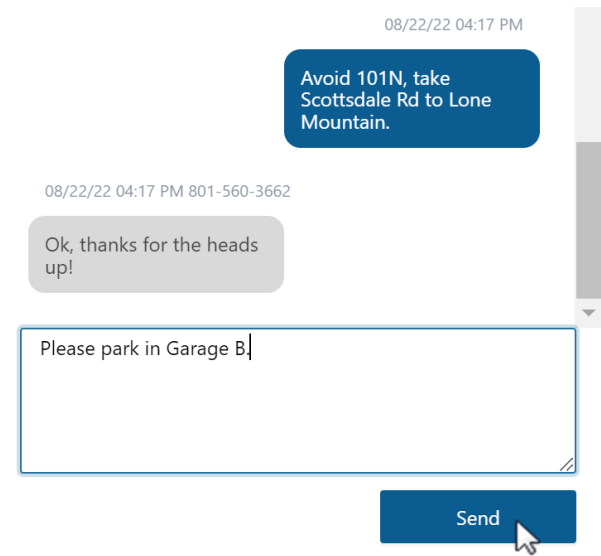 08/22/22 04:17 PM
Avoid 101N, take
Scottsdale Rd to Lone
Mountain.
08/22/22 04:17 PM 801-560-3662
Ok, thanks for the heads
up!
Please park in Garage B.
Send